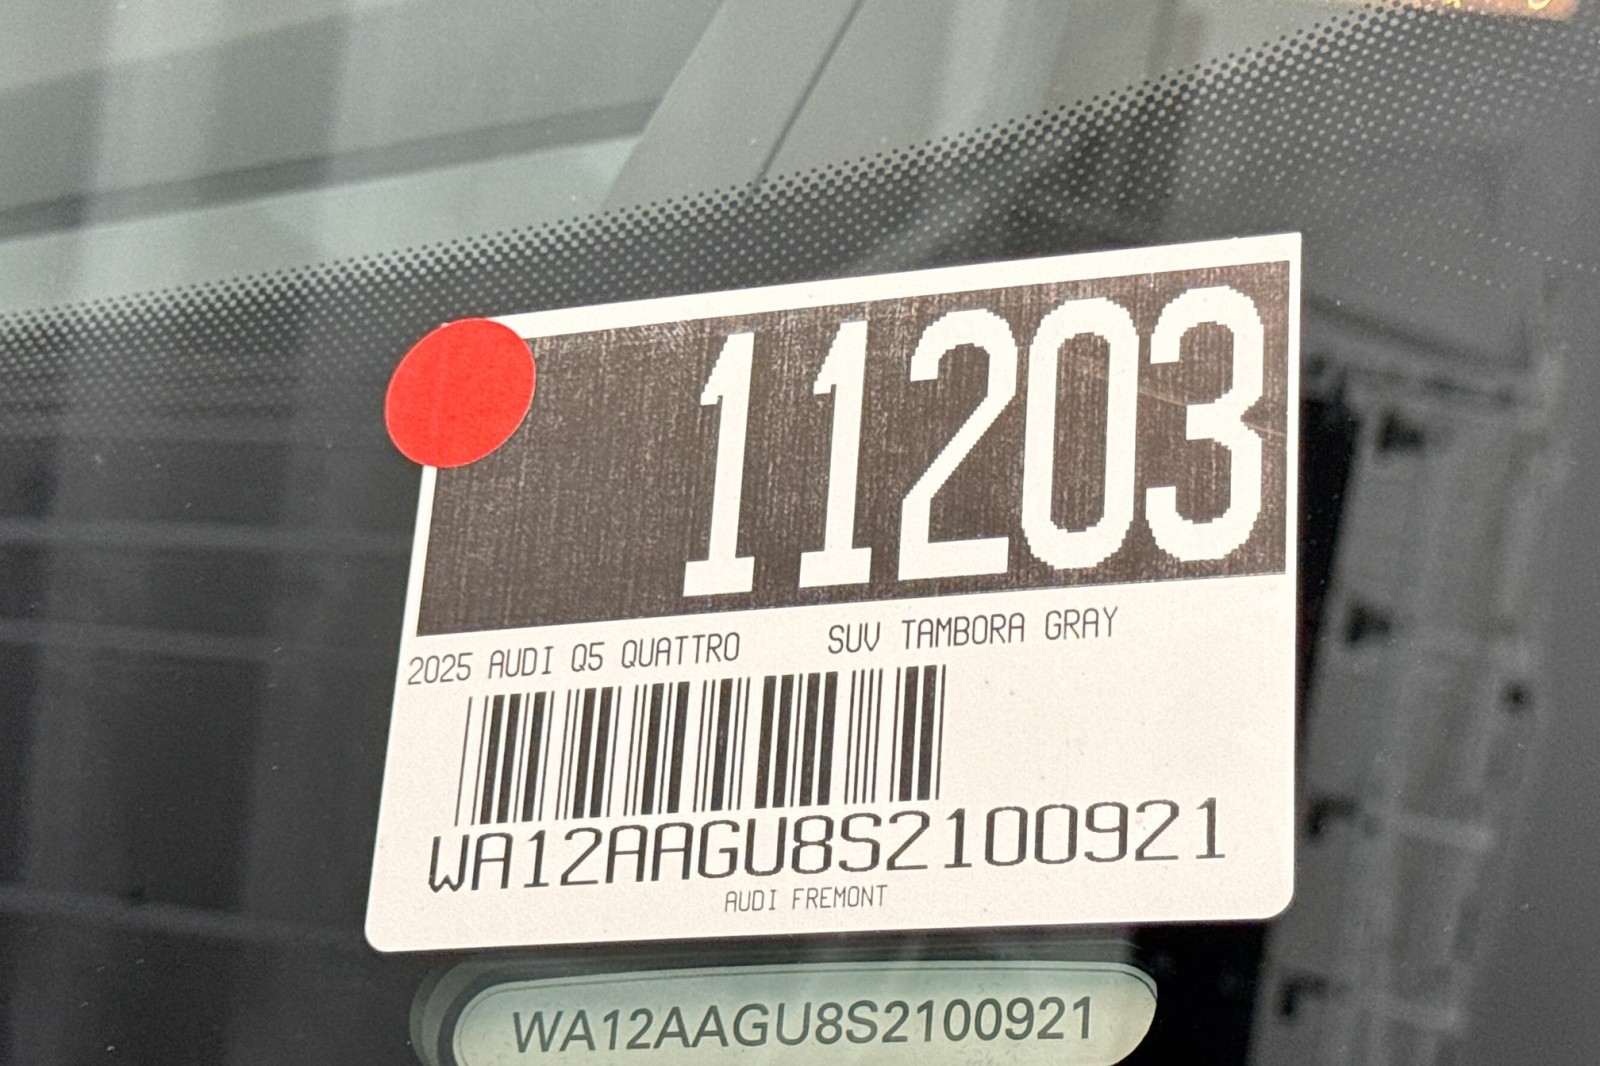 11203
2025 AUDI Q5 QUATTRO SUV TAMBORA GRAY
WA12AAGU8S2100921
AUDI FREMONT
WA12AAGU8S2100921